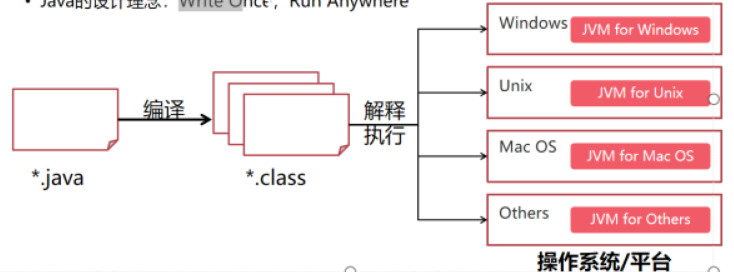 • Java的设计理念：Write Once，Run Anywhere
*.java
编译
*.class
解释
执行
Windows
JVM for Windows
Unix
JVM for Unix
Mac OS
JVM for Mac OS
Others
JVM for Others
操作系统/平台